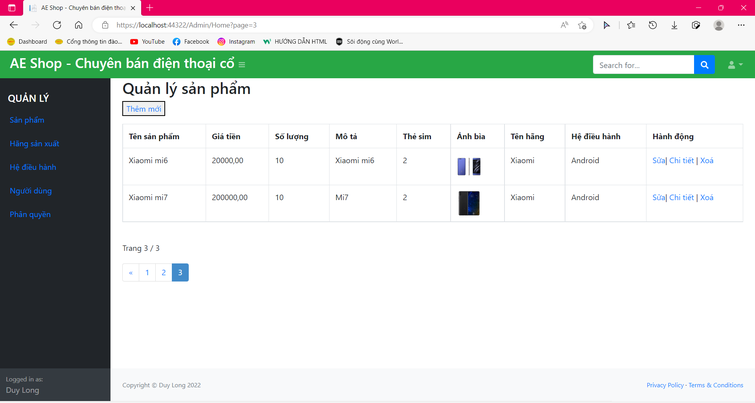 AE Shop - Chuyên bán điện thoại
https://localhost:44322/Admin/Home?page=3
Dashboard
Cổng thông tin đào...
YouTube
Facebook
Instagram
HƯỚNG DẪN HTML
Sôi động cùng Worl...
AE Shop - Chuyên bán điện thoại cổ
Search for...
QUẢN LÝ
Sản phẩm
Hãng sản xuất
Hệ điều hành
Người dùng
Phân quyền
Logged in as:
Duy Long
Quản lý sản phẩm
Thêm mới
Tên sản phẩm Giá tiền Số lượng Mô tả Thẻ sim Ảnh bìa Tên hãng Hệ điều hành Hành động
Xiaomi mi6 20000,00 10 Xiaomi mi6 2 Xiaomi Android Sửa| Chi tiết | Xoá
Xiaomi mi7 200000,00 10 Mi7 2 Xiaomi Android Sửa| Chi tiết | Xoá
Trang 3 / 3
« 1 2 3
Copyright © Duy Long 2022
Privacy Policy · Terms & Conditions